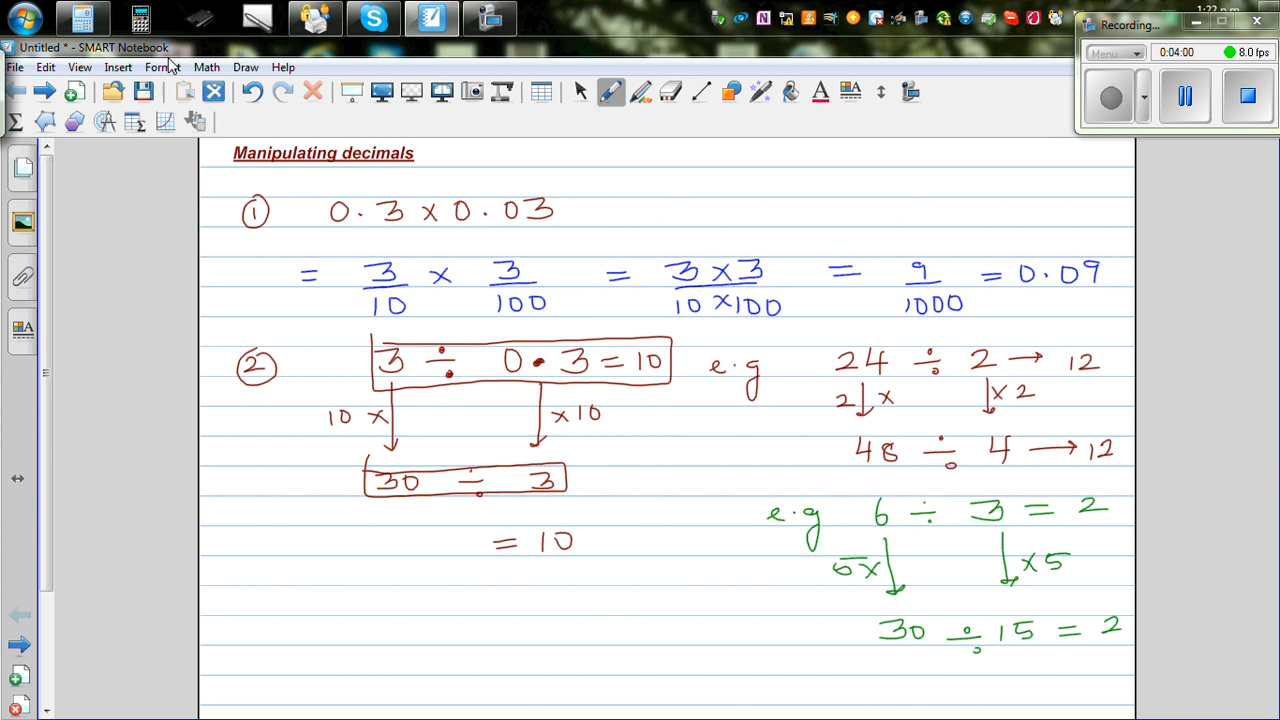 1:22 p.m.
Recording...
Untitled * - SMART Notebook
Menu
0:04:00
8.0 fps
File Edit View Insert Format Math Draw Help
Manipulating decimals
① 0.3 × 0.03
= 3/10 × 3/100 = 3 × 3/10 × 100 = 9/1000 = 0.09
② 3 ÷ 0.3 = 10
10 × × 10
30 ÷ 3
= 10
e.g 24 ÷ 2 → 12
2 × × 2
48 ÷ 4 → 12
e.g 6 ÷ 3 = 2
5 × × 5
30 ÷ 15 = 2